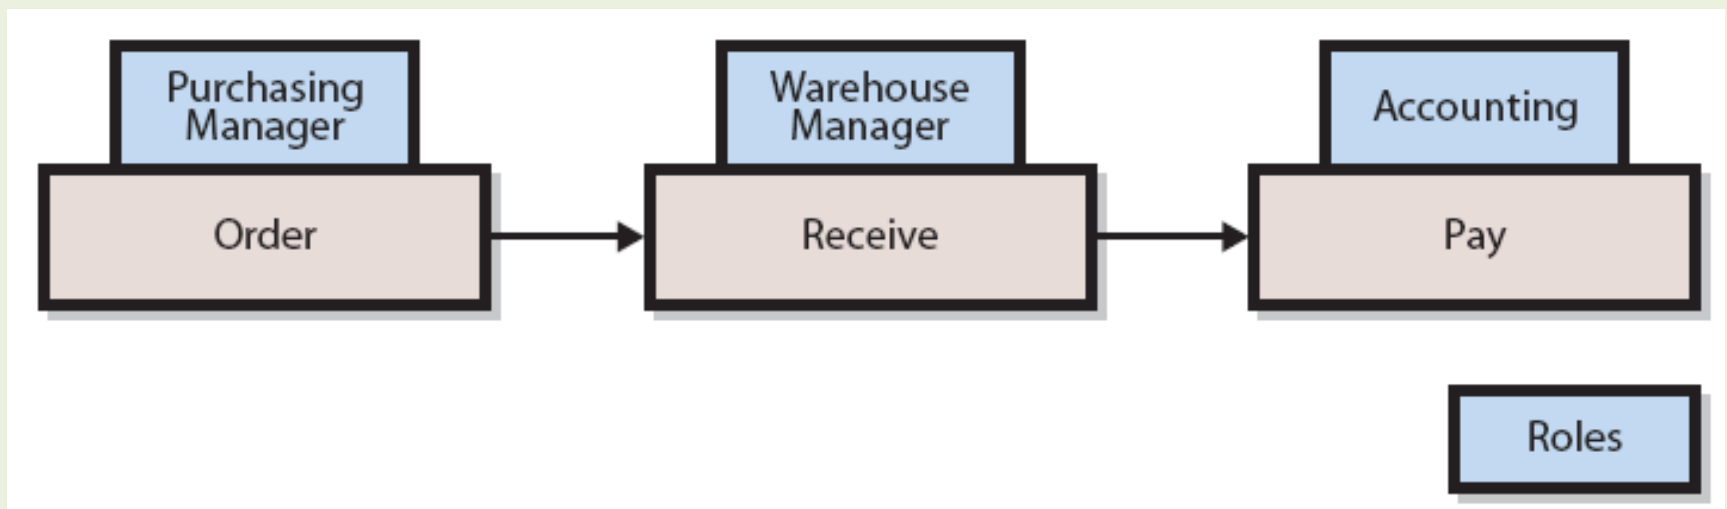 Purchasing
Manager
Warehouse
Manager
Accounting
Order
Receive
Pay
Roles